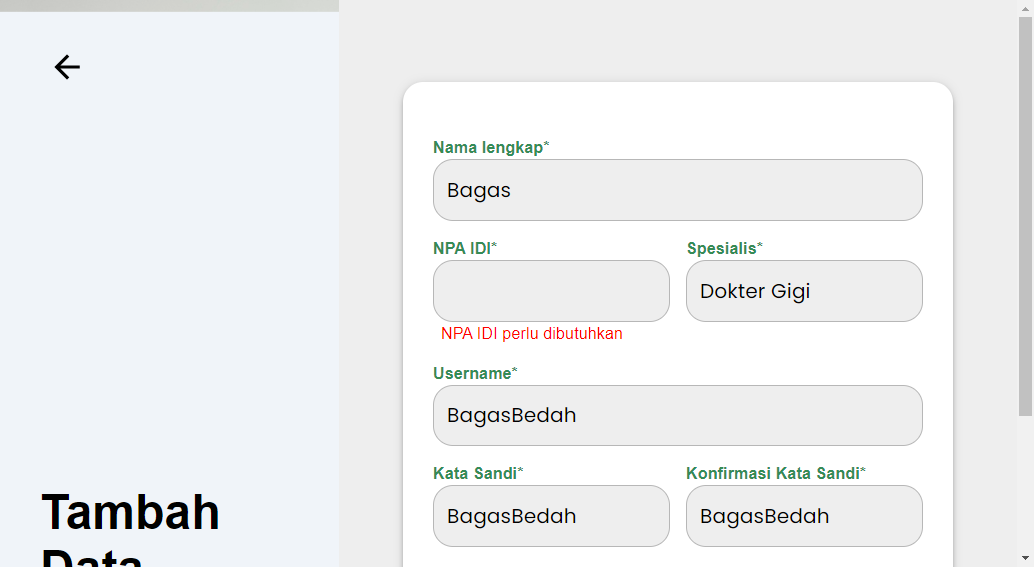 Nama lengkap*
Bagas
NPA IDI*
Spesialis*
Dokter Gigi
NPA IDI perlu dibutuhkan
Username*
BagasBedah
Kata Sandi*
Konfirmasi Kata Sandi*
BagasBedah
BagasBedah
Tambah
Data